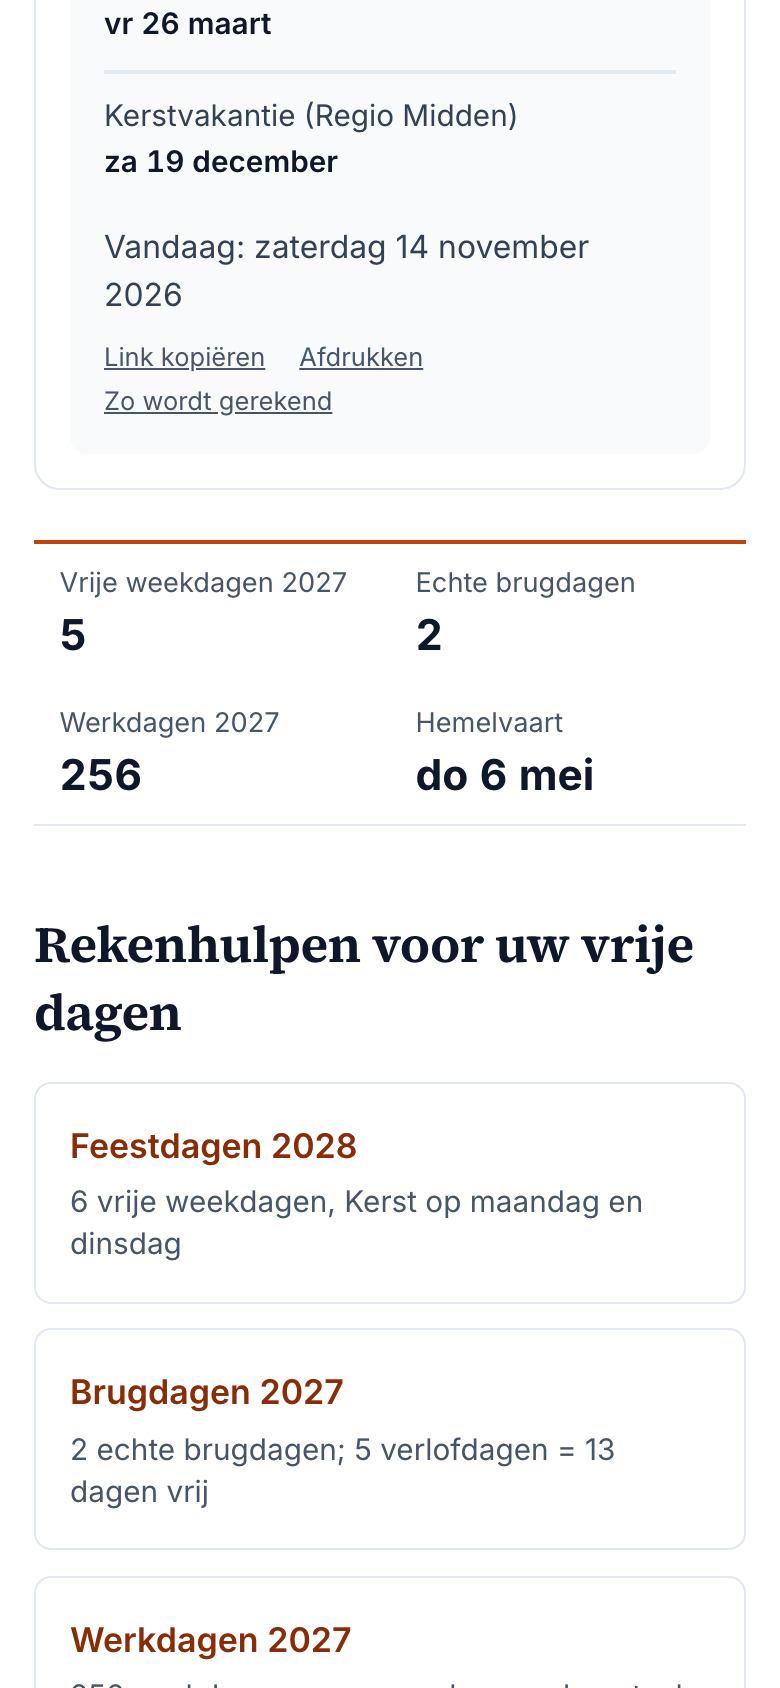 vr 26 maart
Kerstvakantie (Regio Midden)
za 19 december
Vandaag: zaterdag 14 november
2026
Link kopiëren Afdrukken
Zo wordt gerekend
Vrije weekdagen 2027
5
Echte brugdagen
2
Werkdagen 2027
256
Hemelvaart
do 6 mei
Rekenhulpen voor uw vrije
dagen
Feestdagen 2028
6 vrije weekdagen, Kerst op maandag en
dinsdag
Brugdagen 2027
2 echte brugdagen; 5 verlofdagen = 13
dagen vrij
Werkdagen 2027